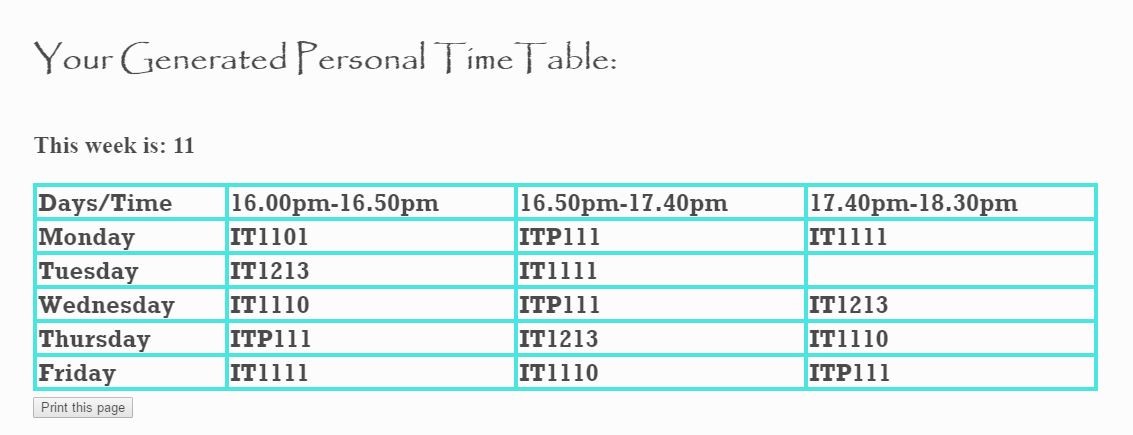 Your Generated Personal TimeTable:
This week is: 11
Days/Time 16.00pm-16.50pm 16.50pm-17.40pm 17.40pm-18.30pm
Monday IT1101 ITP111 IT1111
Tuesday IT1213 IT1111
Wednesday IT1110 ITP111 IT1213
Thursday ITP111 IT1213 IT1110
Friday IT1111 IT1110 ITP111
Print this page